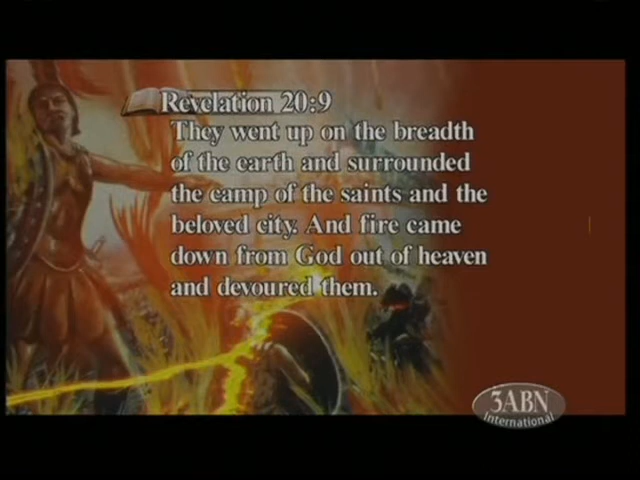 Revelation 20:9
They went up on the breadth
of the earth and surrounded
the camp of the saints and the
beloved city. And fire came
down from God out of heaven
and devoured them.
3ABN
International